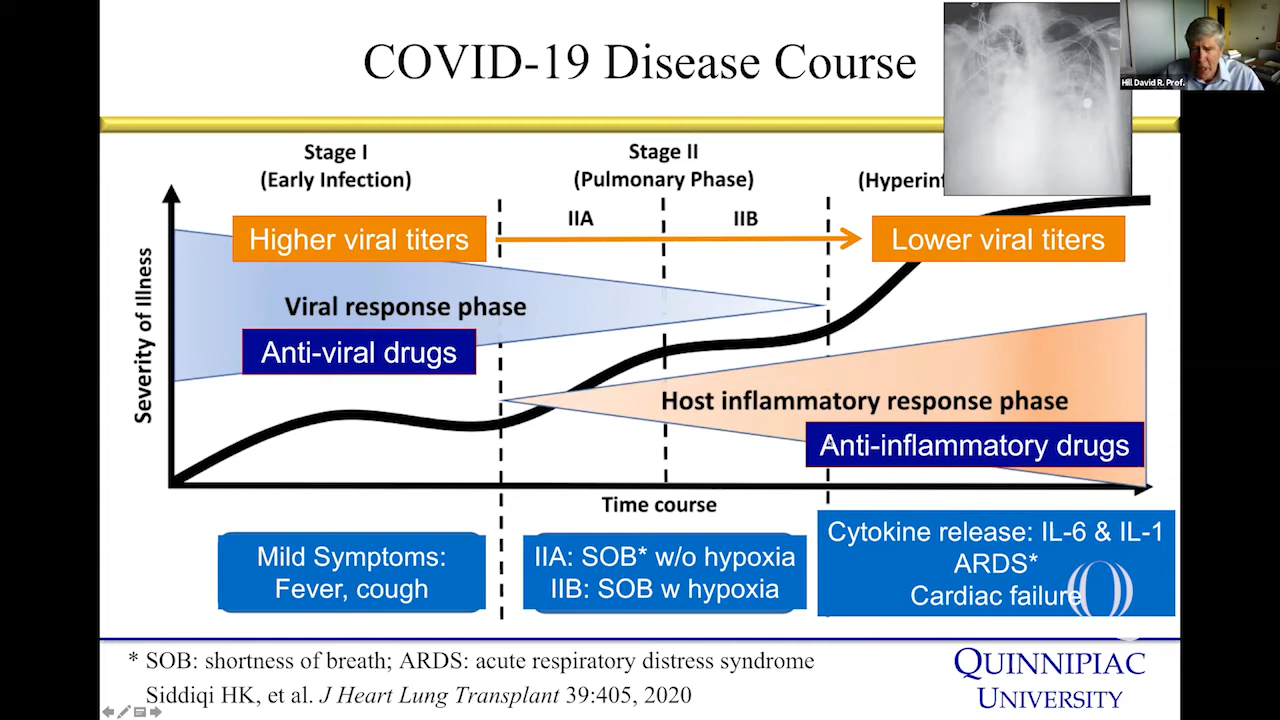 COVID-19 Disease Course
Hill David R. Prof.
Stage I
(Early Infection)
Stage II
(Pulmonary Phase)
IIA
IIB
Higher viral titers
Lower viral titers
Severity of Illness
Viral response phase
Anti-viral drugs
Host inflammatory response phase
Anti-inflammatory drugs
Time course
Mild Symptoms:
Fever, cough
IIA: SOB* w/o hypoxia
IIB: SOB w hypoxia
Cytokine release: IL-6 & IL-1
ARDS*
Cardiac failure
* SOB: shortness of breath; ARDS: acute respiratory distress syndrome
Siddiqi HK, et al. J Heart Lung Transplant 39:405, 2020
QUINNIPIAC
UNIVERSITY